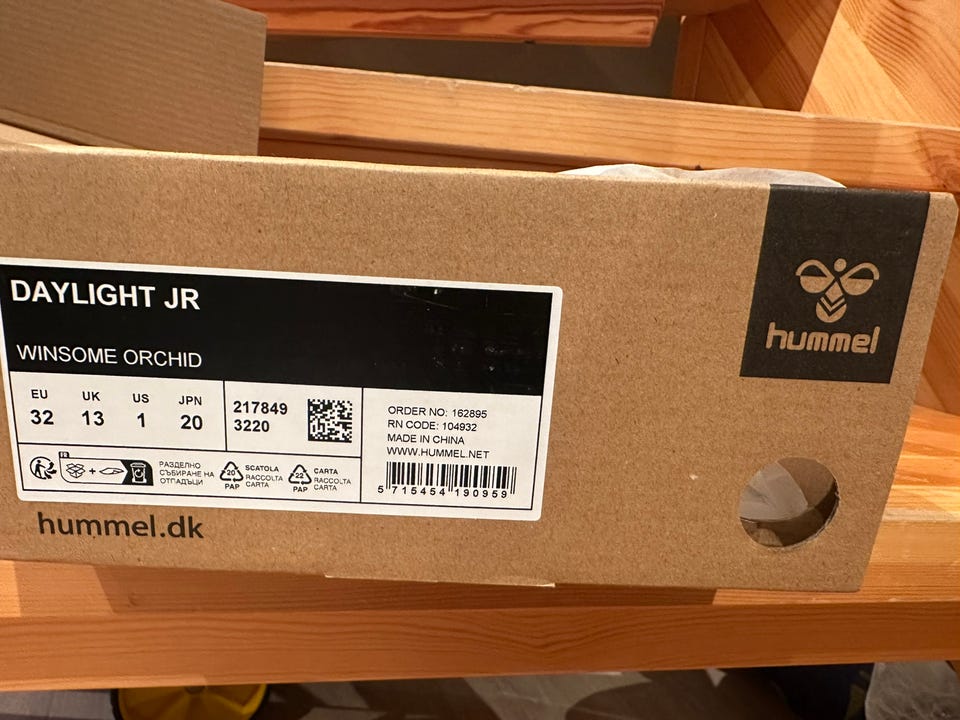 hummel
DAYLIGHT JR
WINSOME ORCHID
EU UK US JPN
32 13 1 20
217849
3220
ORDER NO: 162895
RN CODE: 104932
MADE IN CHINA
WWW.HUMMEL.NET
5 715454 190959
FR
+
РАЗДЕЛНО
СЪБИРАНЕ НА
ОТПАДЪЦИ
20
PAP
SCATOLA
RACCOLTA
CARTA
22
PAP
CARTA
RACCOLTA
CARTA
hummel.dk